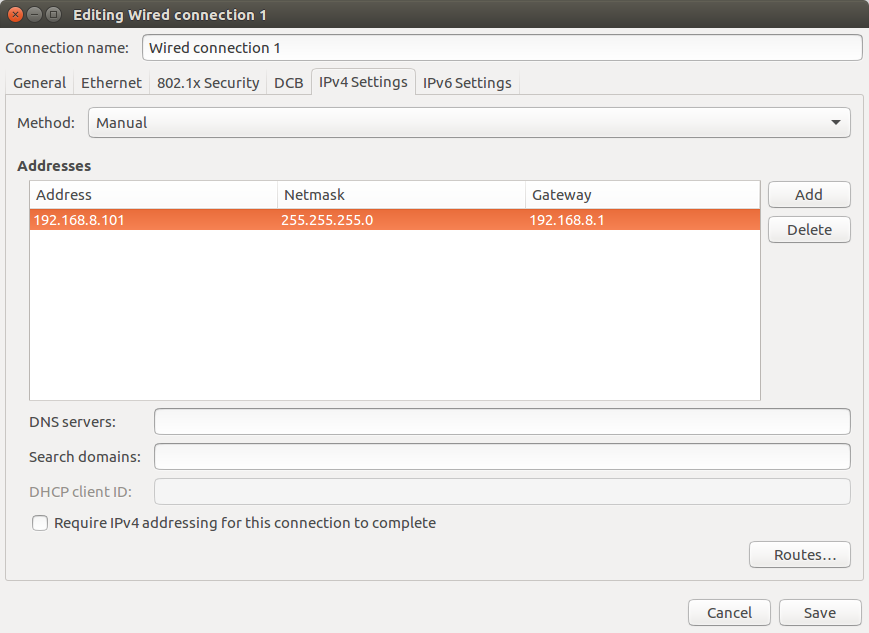 Editing Wired connection 1
Connection name: Wired connection 1
General Ethernet 802.1x Security DCB IPv4 Settings IPv6 Settings
Method: Manual
Addresses
Address Netmask Gateway Add
192.168.8.101 255.255.255.0 192.168.8.1
Delete
DNS servers:
Search domains:
DHCP client ID:
Require IPv4 addressing for this connection to complete
Routes...
Cancel Save